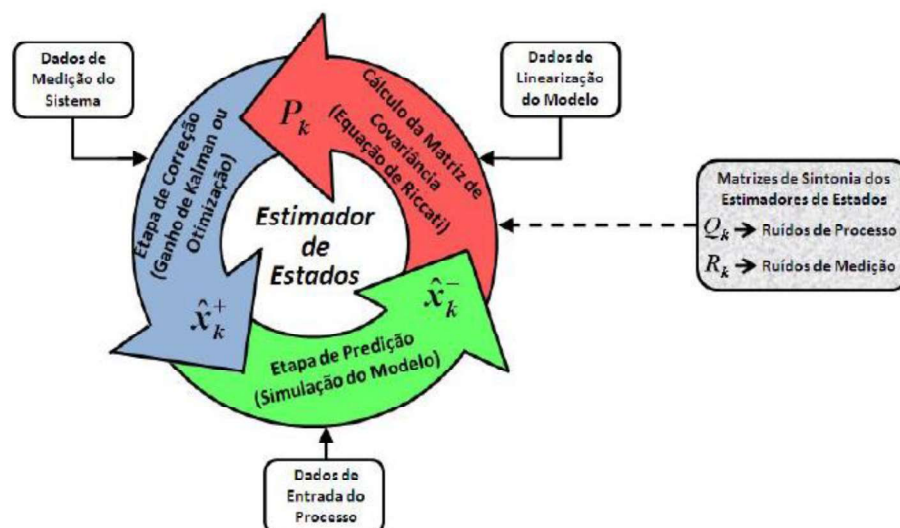 Dados de
Medição do
Sistema
Dados de
Linearização
do Modelo
Cálculo da Matriz de
Covariância
(Equação de Riccati)
P_k
Etapa de Correção
(Ganho de Kalman ou
Otimização)
Estimador
de
Estados
Matrizes de Sintonia dos
Estimadores de Estados
Q_k → Ruídos de Processo
R_k → Ruídos de Medição
x̂_k^+
x̂_k^-
Etapa de Predição
(Simulação do Modelo)
Dados de
Entrada do
Processo